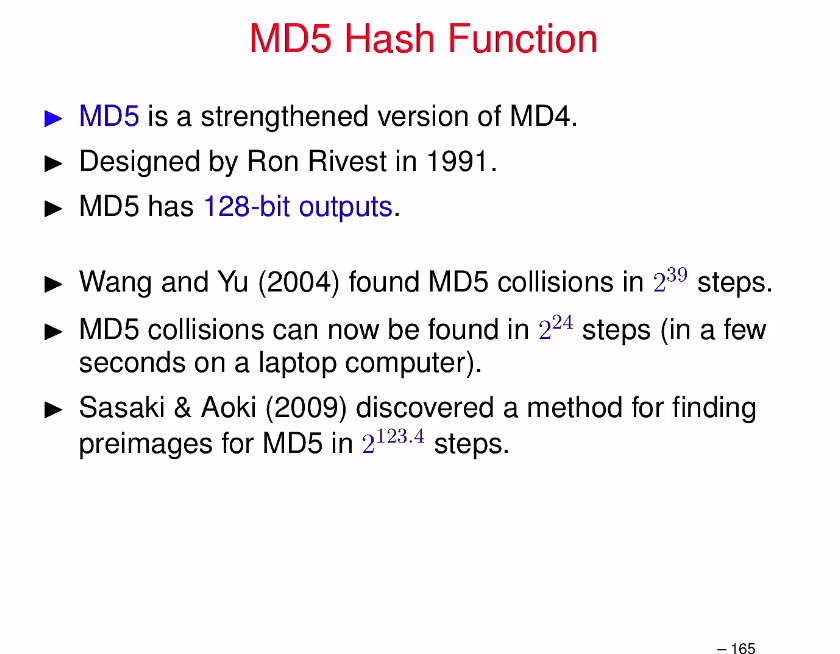 MD5 Hash Function
▶ MD5 is a strengthened version of MD4.
▶ Designed by Ron Rivest in 1991.
▶ MD5 has 128-bit outputs.
▶ Wang and Yu (2004) found MD5 collisions in 2^39 steps.
▶ MD5 collisions can now be found in 2^24 steps (in a few
seconds on a laptop computer).
▶ Sasaki & Aoki (2009) discovered a method for finding
preimages for MD5 in 2^123.4 steps.
– 165